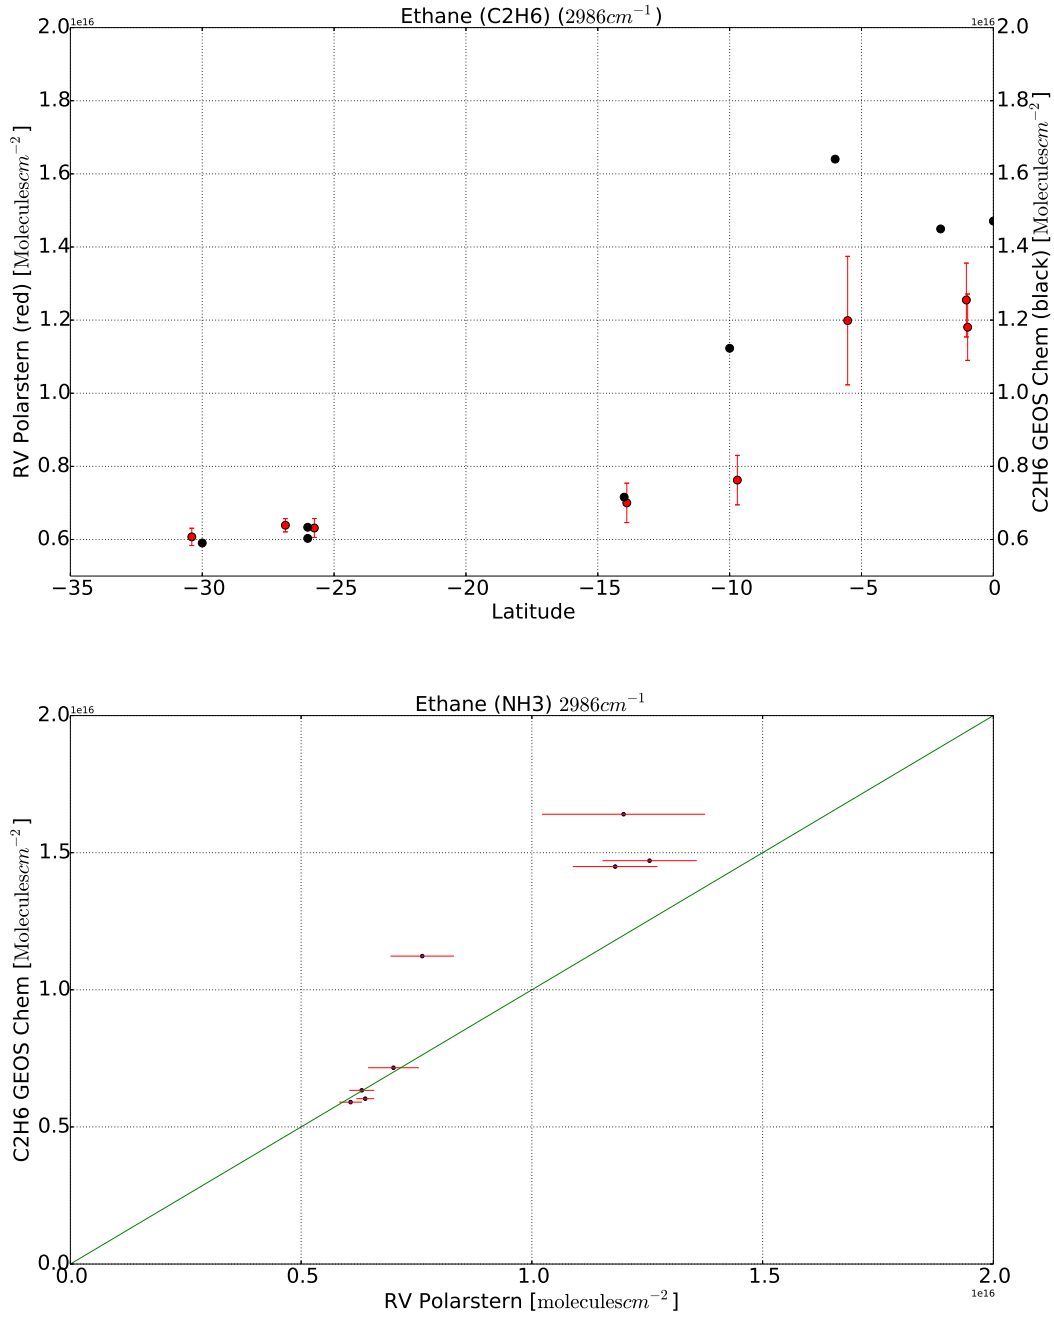 Ethane (C2H6) (2986cm⁻¹)
1e16
1e16
2.0
1.8
1.6
1.4
1.2
1.0
0.8
0.6
RV Polarstern (red) [Moleculescm⁻²]
2.0
1.8
1.6
1.4
1.2
1.0
0.8
0.6
C2H6 GEOS Chem (black) [Moleculescm⁻²]
−35 −30 −25 −20 −15 −10 −5 0
Latitude
Ethane (NH3) 2986cm⁻¹
1e16
2.0
1.5
1.0
0.5
0.0
C2H6 GEOS Chem [Moleculescm⁻²]
0.0 0.5 1.0 1.5 2.0
1e16
RV Polarstern [moleculescm⁻²]